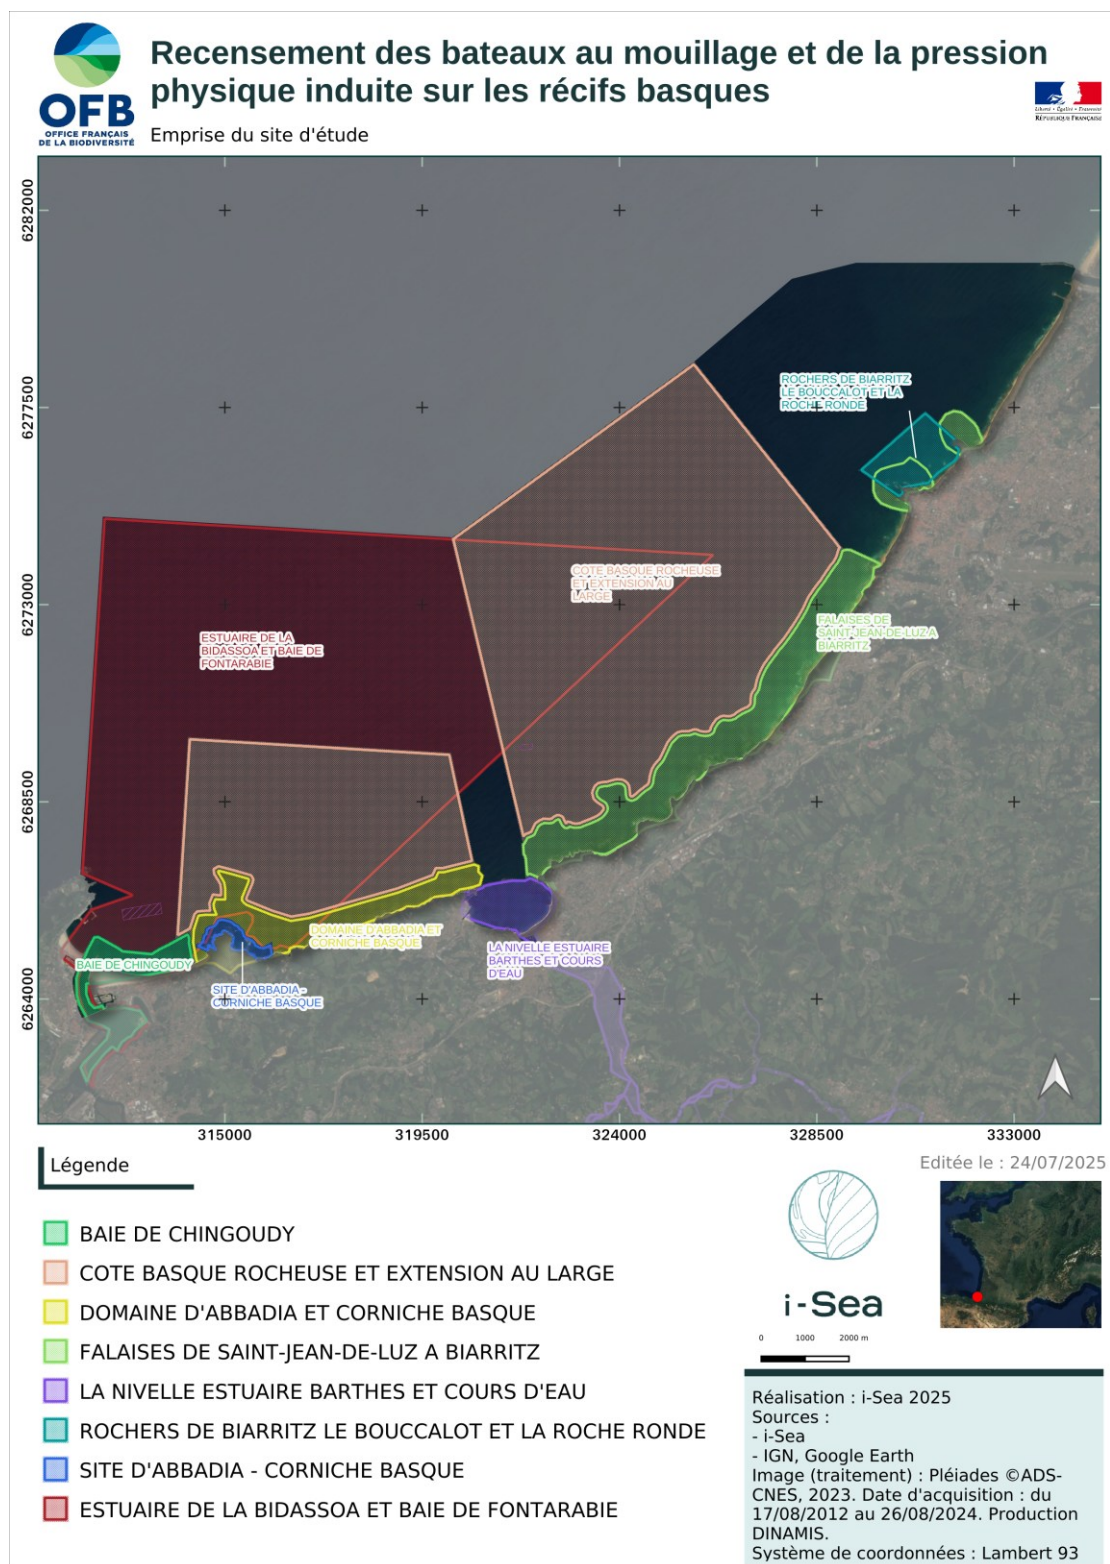 Recensement des bateaux au mouillage et de la pression
physique induite sur les récifs basques
Emprise du site d'étude
OFB
OFFICE FRANÇAIS
DE LA BIODIVERSITÉ
Liberté • Égalité • Fraternité
RÉPUBLIQUE FRANÇAISE
6282000
6277500
6273000
6268500
6264000
ROCHERS DE BIARRITZ
LE BOUCCALOT ET LA
ROCHE RONDE
COTE BASQUE ROCHEUSE
ET EXTENSION AU
LARGE
FALAISES DE
SAINT-JEAN-DE-LUZ A
BIARRITZ
ESTUAIRE DE LA
BIDASSOA ET BAIE DE
FONTARABIE
DOMAINE D'ABBADIA ET
CORNICHE BASQUE
LA NIVELLE ESTUAIRE
BARTHES ET COURS
D'EAU
BAIE DE CHINGOUDY
SITE D'ABBADIA -
CORNICHE BASQUE
315000
319500
324000
328500
333000
Légende
Editée le : 24/07/2025
BAIE DE CHINGOUDY
COTE BASQUE ROCHEUSE ET EXTENSION AU LARGE
DOMAINE D'ABBADIA ET CORNICHE BASQUE
FALAISES DE SAINT-JEAN-DE-LUZ A BIARRITZ
LA NIVELLE ESTUAIRE BARTHES ET COURS D'EAU
ROCHERS DE BIARRITZ LE BOUCCALOT ET LA ROCHE RONDE
SITE D'ABBADIA - CORNICHE BASQUE
ESTUAIRE DE LA BIDASSOA ET BAIE DE FONTARABIE
i-Sea
0 1000 2000 m
Réalisation : i-Sea 2025
Sources :
- i-Sea
- IGN, Google Earth
Image (traitement) : Pléiades ©ADS-
CNES, 2023. Date d'acquisition : du
17/08/2012 au 26/08/2024. Production
DINAMIS.
Système de coordonnées : Lambert 93